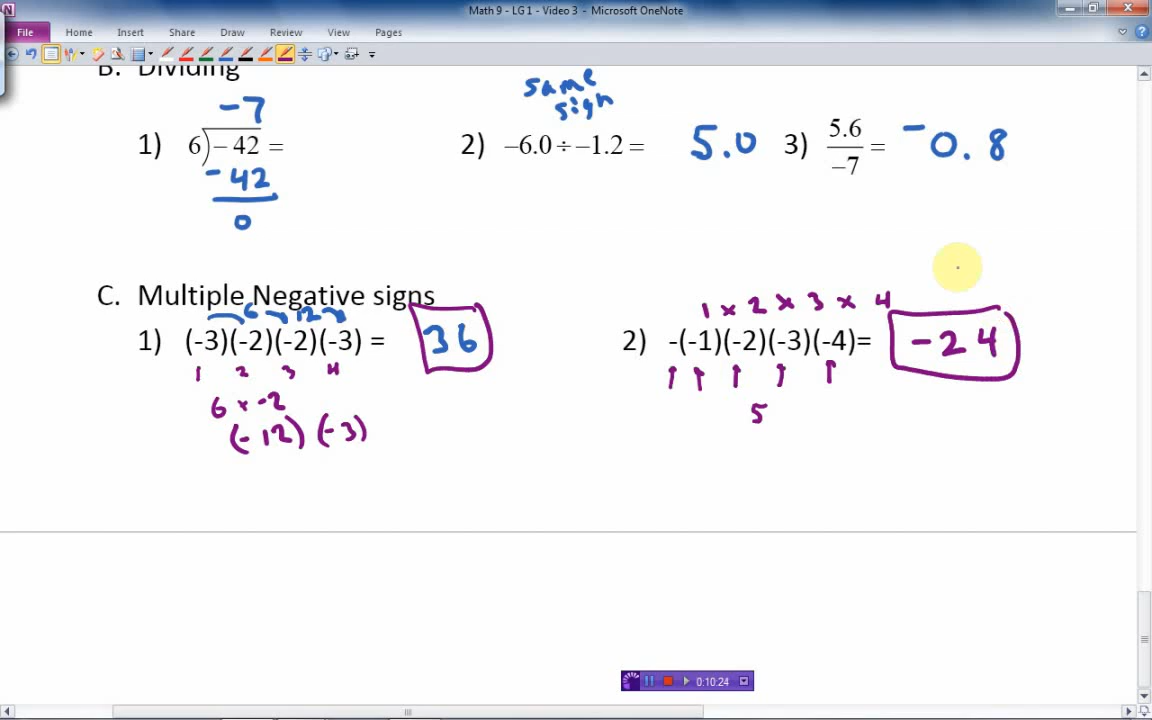 Math 9 - LG 1 - Video 3 - Microsoft OneNote
File Home Insert Share Draw Review View Pages
B. Dividing
same
sign
-7
1) 6)-42 =
-42
0
2) -6.0 ÷ -1.2 = 5.0
3) 5.6
-7
= -0.8
C. Multiple Negative signs
6 12
1) (-3)(-2)(-2)(-3) = 36
1 2 3 4
6 x -2
(-12) (-3)
1 x 2 x 3 x 4
2) -(-1)(-2)(-3)(-4)= -24
5
0:10:24